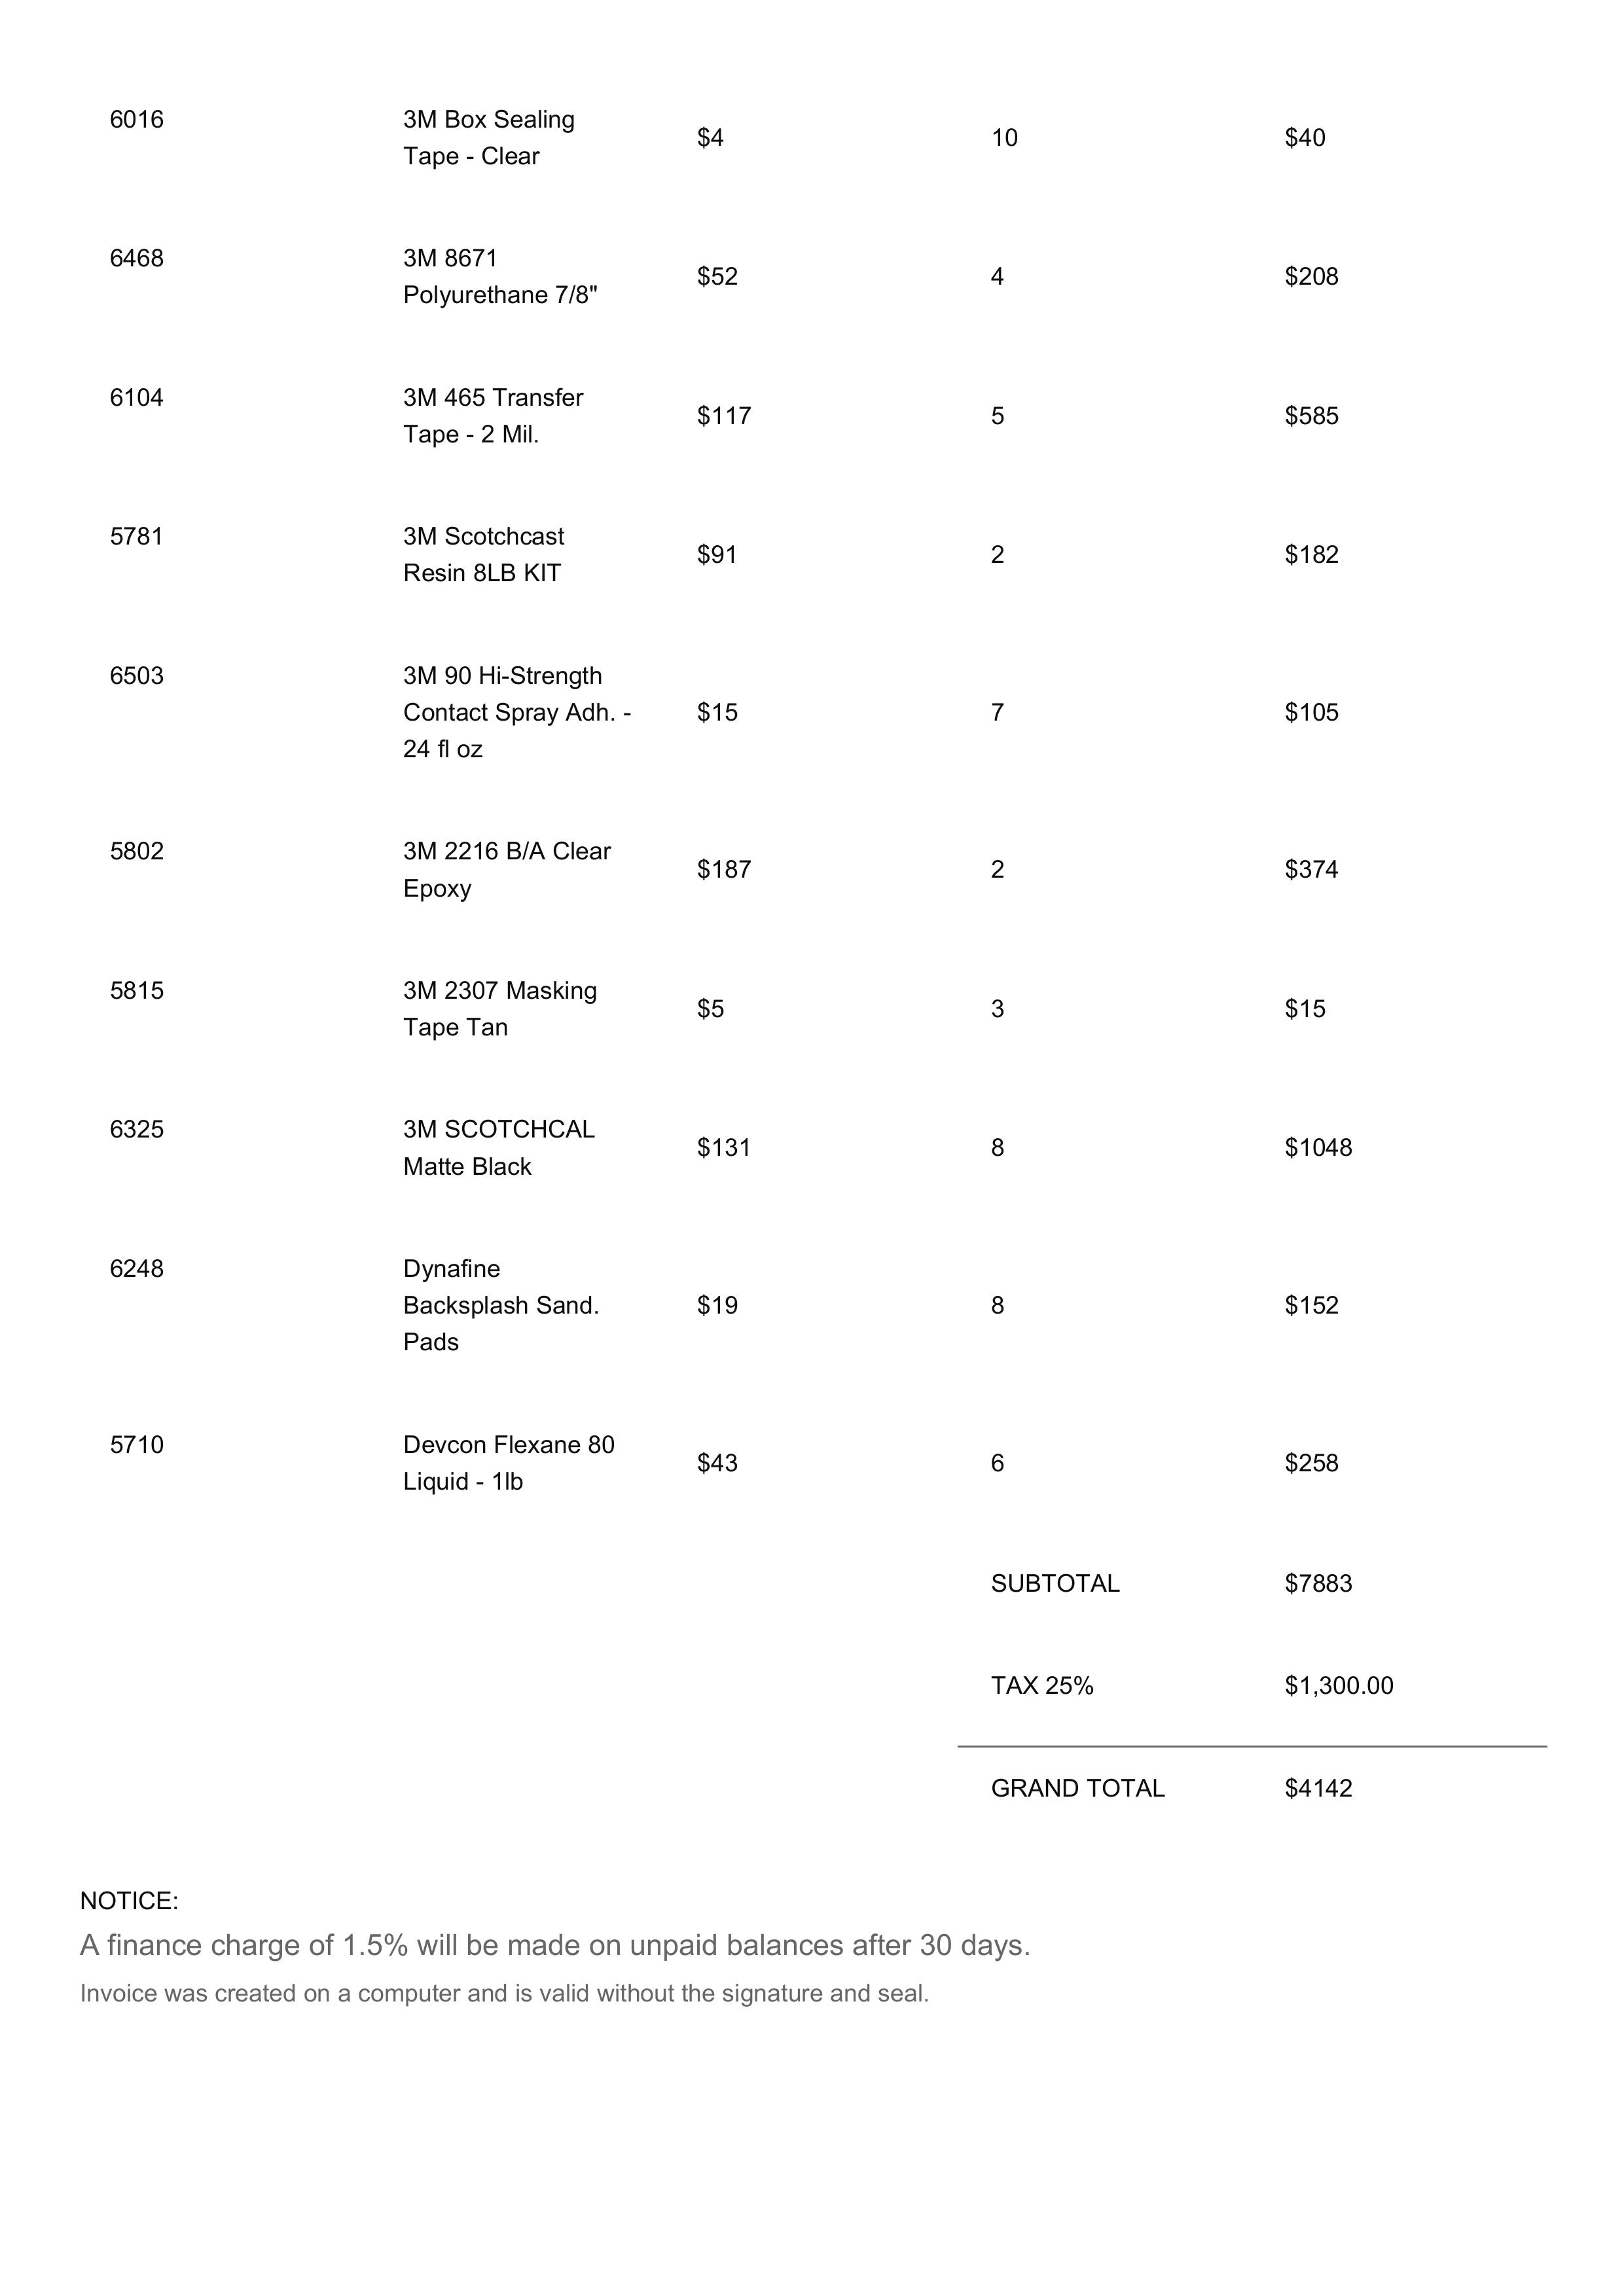 6016 3M Box Sealing $4 10 $40
Tape - Clear
6468 3M 8671 $52 4 $208
Polyurethane 7/8"
6104 3M 465 Transfer $117 5 $585
Tape - 2 Mil.
5781 3M Scotchcast $91 2 $182
Resin 8LB KIT
6503 3M 90 Hi-Strength
Contact Spray Adh. - $15 7 $105
24 fl oz
5802 3M 2216 B/A Clear $187 2 $374
Epoxy
5815 3M 2307 Masking $5 3 $15
Tape Tan
6325 3M SCOTCHCAL $131 8 $1048
Matte Black
6248 Dynafine
Backsplash Sand. $19 8 $152
Pads
5710 Devcon Flexane 80 $43 6 $258
Liquid - 1lb
SUBTOTAL $7883
TAX 25% $1,300.00
GRAND TOTAL $4142
NOTICE:
A finance charge of 1.5% will be made on unpaid balances after 30 days.
Invoice was created on a computer and is valid without the signature and seal.